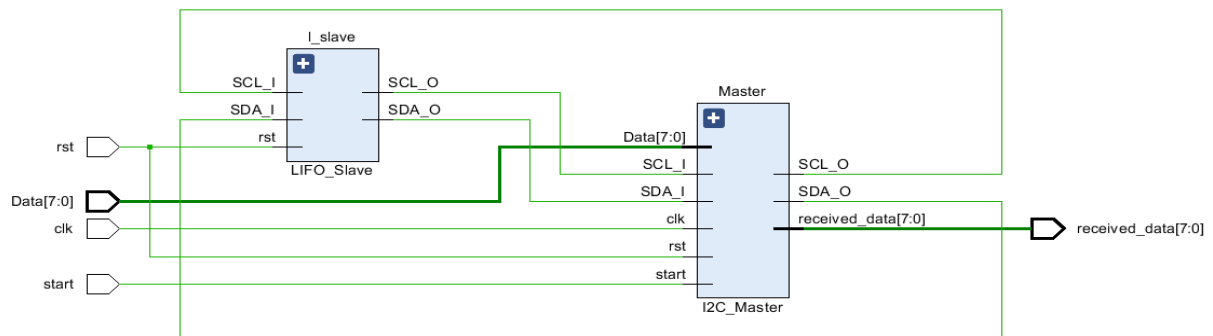 I_slave
SCL_I
SCL_O
SDA_I
SDA_O
rst
LIFO_Slave
rst
Data[7:0]
clk
start
Master
Data[7:0]
SCL_I
SCL_O
SDA_I
SDA_O
clk
received_data[7:0]
rst
start
I2C_Master
received_data[7:0]